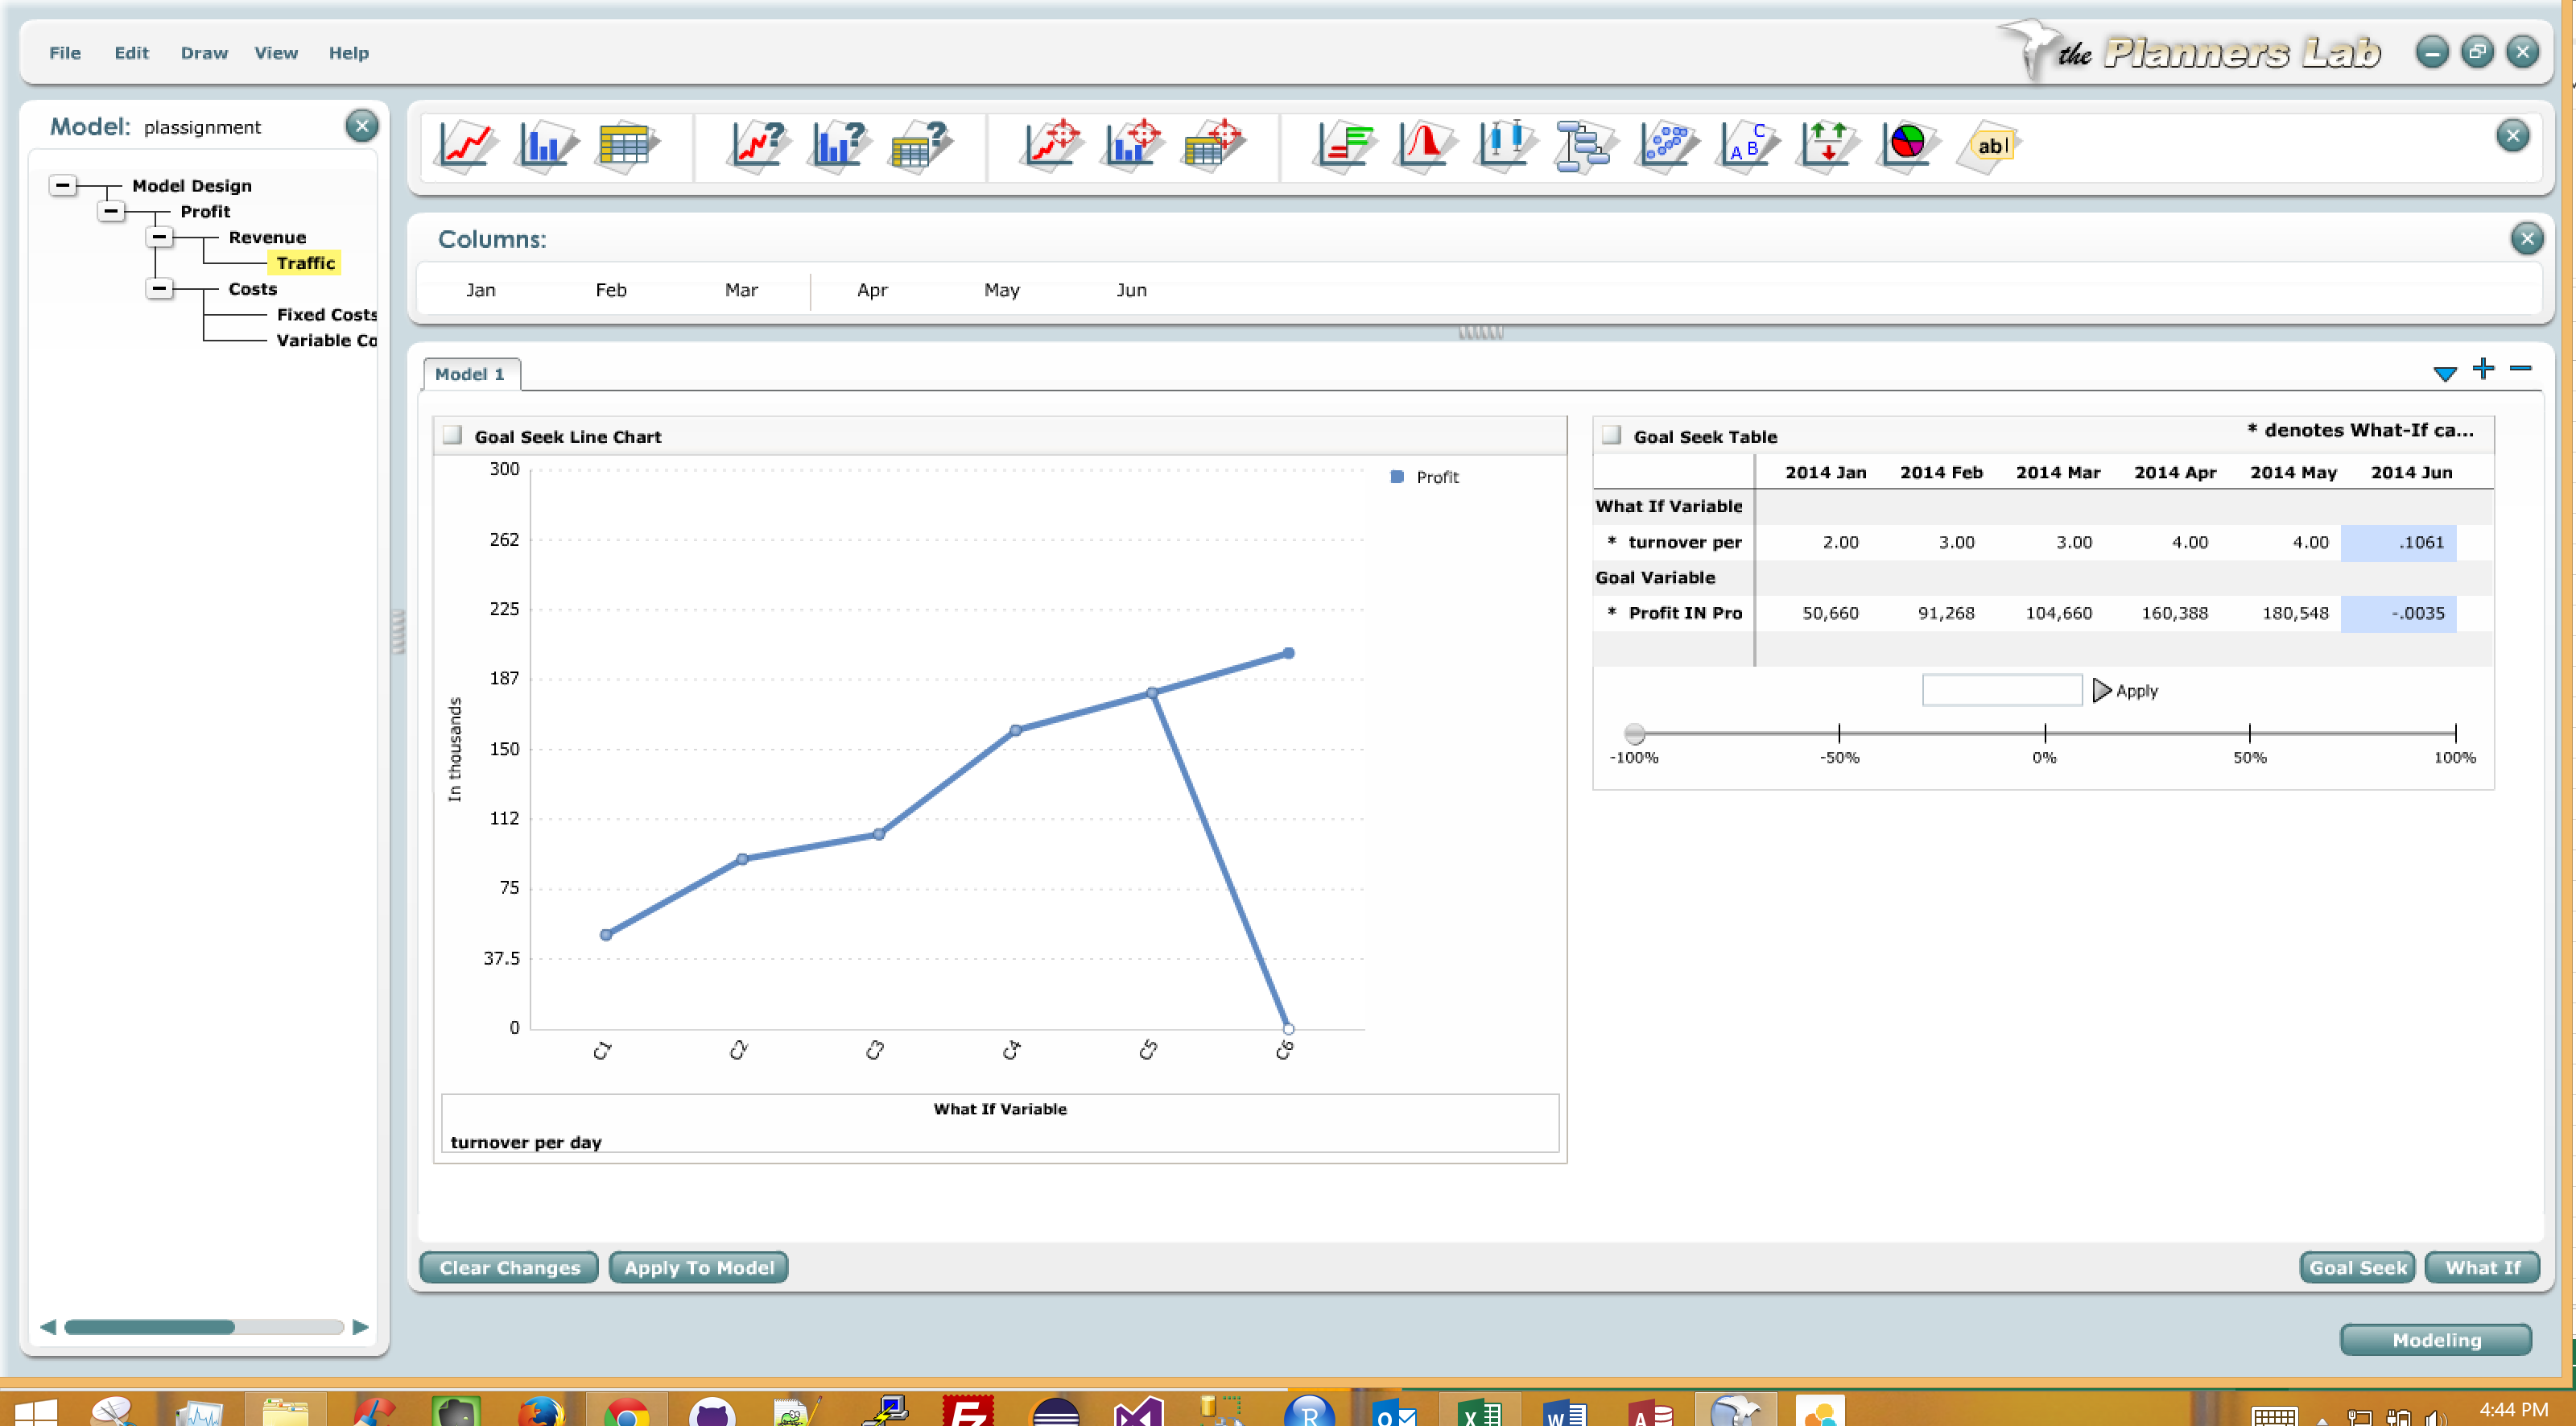 File Edit Draw View Help
the Planners Lab
Model: plassignment
Model Design
Profit
Revenue
Traffic
Costs
Fixed Costs
Variable Co
? ? ?
A B C
abl
Columns:
Jan Feb Mar Apr May Jun
Model 1
Goal Seek Line Chart
300
262
225
187
150
112
75
37.5
0
In thousands
C1 C2 C3 C4 C5 C6
Profit
What If Variable
turnover per day
Goal Seek Table
* denotes What-If ca...
2014 Jan 2014 Feb 2014 Mar 2014 Apr 2014 May 2014 Jun
What If Variable
* turnover per 2.00 3.00 3.00 4.00 4.00 .1061
Goal Variable
* Profit IN Pro 50,660 91,268 104,660 160,388 180,548 -.0035
Apply
-100% -50% 0% 50% 100%
Clear Changes Apply To Model
Goal Seek What If
Modeling
Fz R O X W A
4:44 PM